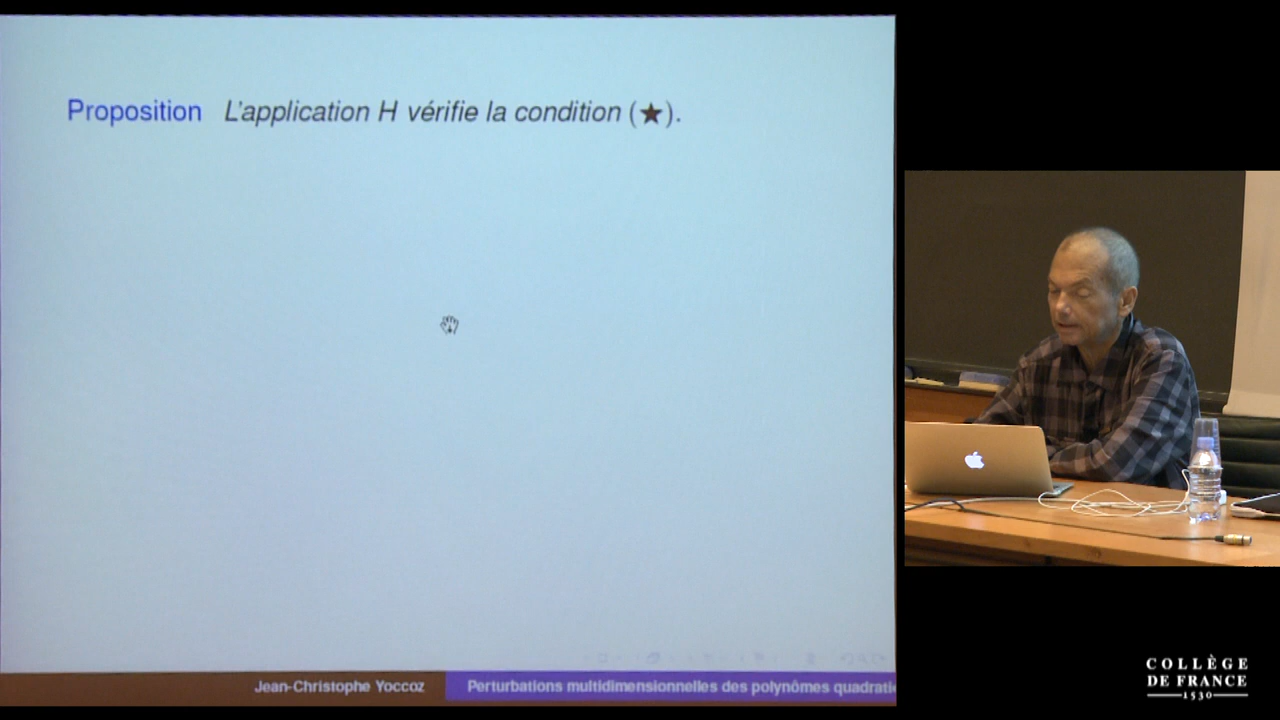 Proposition L'application H vérifie la condition (★).
Jean-Christophe Yoccoz
Perturbations multidimensionnelles des polynômes quadrati
COLLÈGE
DE FRANCE
1530